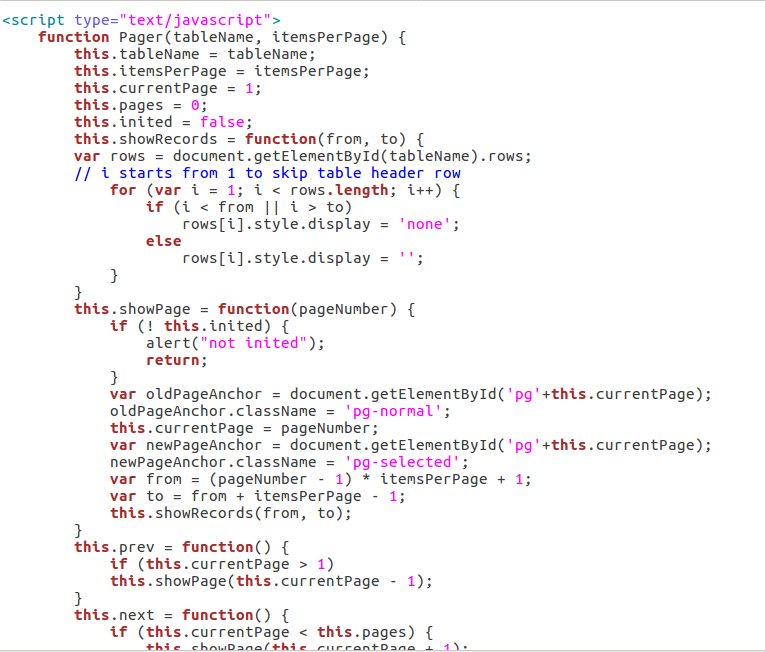 <script type="text/javascript">
function Pager(tableName, itemsPerPage) {
this.tableName = tableName;
this.itemsPerPage = itemsPerPage;
this.currentPage = 1;
this.pages = 0;
this.inited = false;
this.showRecords = function(from, to) {
var rows = document.getElementById(tableName).rows;
// i starts from 1 to skip table header row
for (var i = 1; i < rows.length; i++) {
if (i < from || i > to)
rows[i].style.display = 'none';
else
rows[i].style.display = '';
}
}
this.showPage = function(pageNumber) {
if (! this.inited) {
alert("not inited");
return;
}
var oldPageAnchor = document.getElementById('pg'+this.currentPage);
oldPageAnchor.className = 'pg-normal';
this.currentPage = pageNumber;
var newPageAnchor = document.getElementById('pg'+this.currentPage);
newPageAnchor.className = 'pg-selected';
var from = (pageNumber - 1) * itemsPerPage + 1;
var to = from + itemsPerPage - 1;
this.showRecords(from, to);
}
this.prev = function() {
if (this.currentPage > 1)
this.showPage(this.currentPage - 1);
}
this.next = function() {
if (this.currentPage < this.pages) {
this.showPage(this.currentPage + 1);